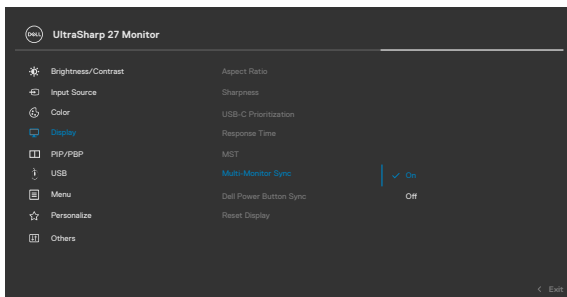 DELL UltraSharp 27 Monitor
Brightness/Contrast
Input Source
Color
Display
PIP/PBP
USB
Menu
Personalize
Others
Aspect Ratio
Sharpness
USB-C Prioritization
Response Time
MST
Multi-Monitor Sync
Dell Power Button Sync
Reset Display
On
Off
Exit